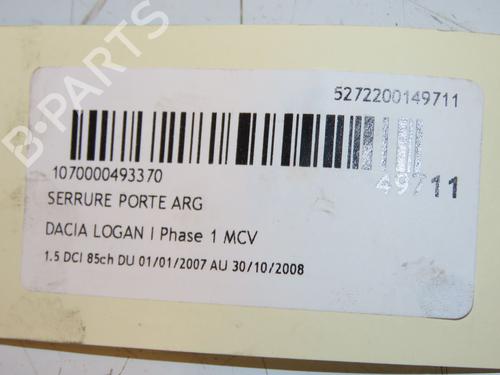 B-PARTS
5272200149711
49711
1070000493370
SERRURE PORTE ARG
DACIA LOGAN I Phase 1 MCV
1.5 DCI 85ch DU 01/01/2007 AU 30/10/2008